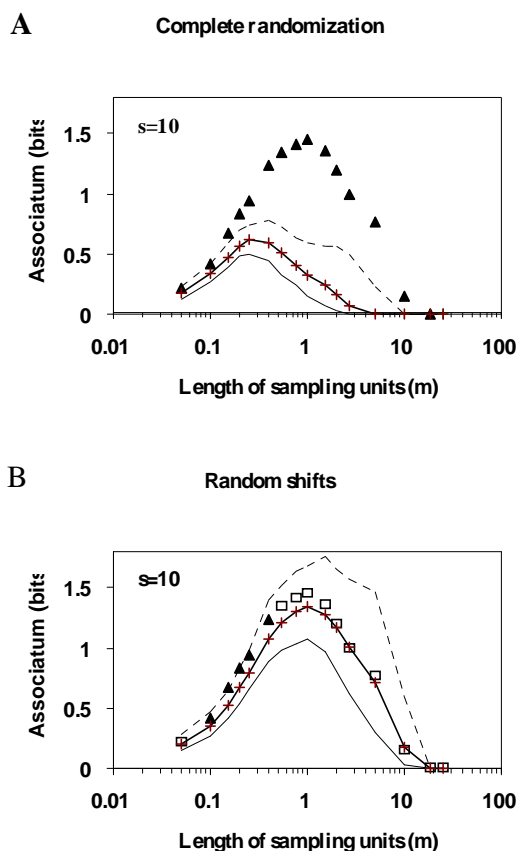 A
Complete randomization
s=10
1.5
1
0.5
0
Associatum (bits
0.01 0.1 1 10 100
Length of sampling units (m)
B
Random shifts
s=10
1.5
1
0.5
0
Associatum (bits
0.01 0.1 1 10 100
Length of sampling units (m)